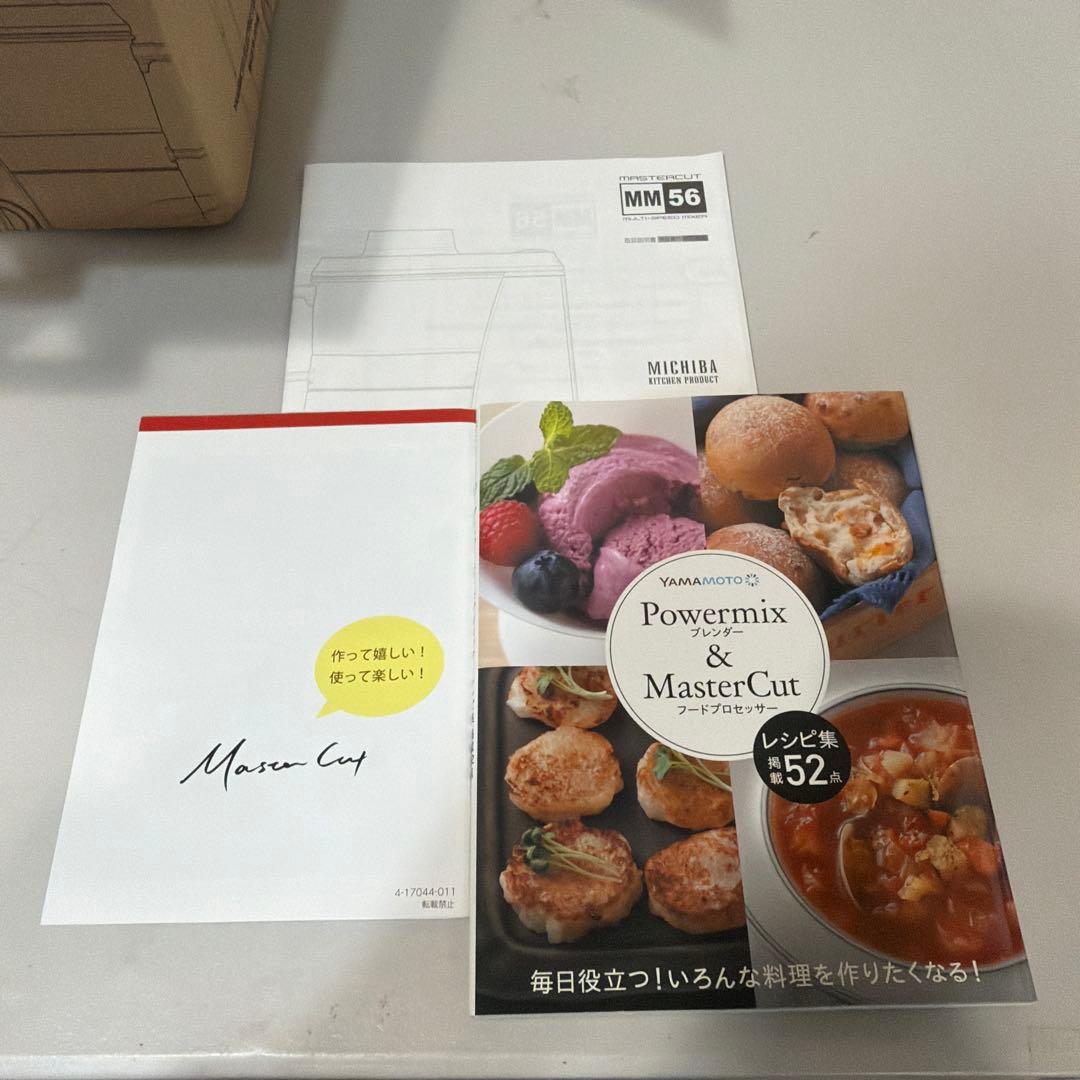 MASTERCUT
MM 56
MULTI-SPEED MIXER
取扱説明書
MICHIBA
KITCHEN PRODUCT
作って嬉しい！
使って楽しい！
Master Cut
4-17044-011
転載禁止
YAMAMOTO
Powermix
ブレンダー
&
MasterCut
フードプロセッサー
レシピ集
掲載52点
毎日役立つ！いろんな料理を作りたくなる！